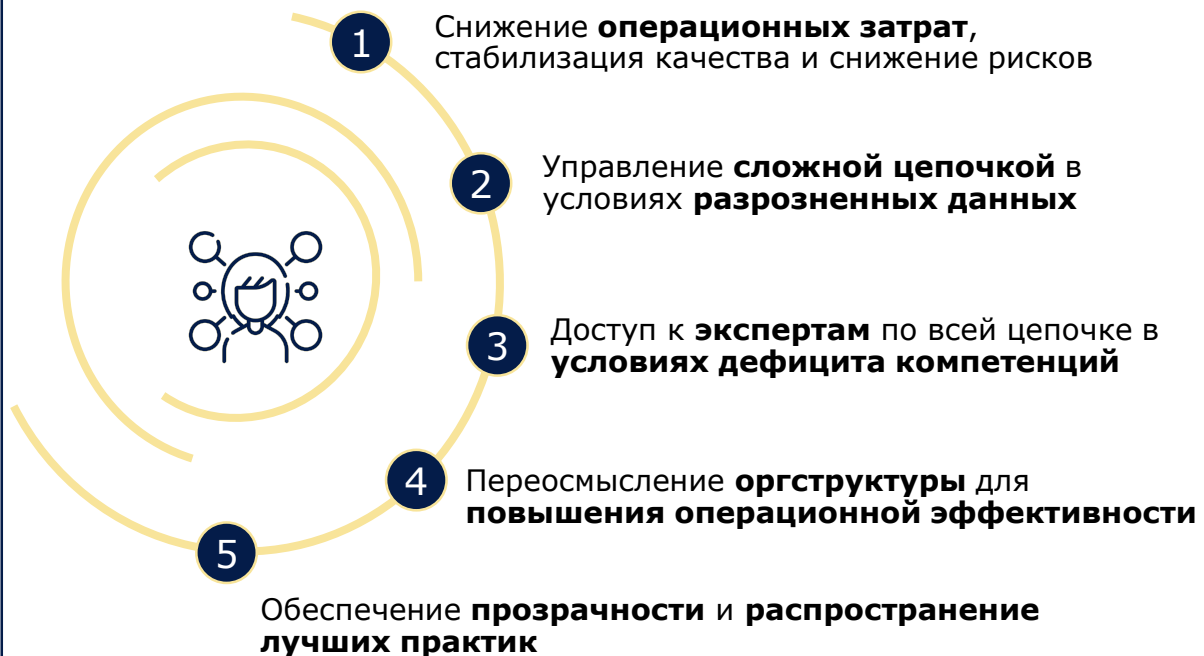 1
Снижение операционных затрат,
стабилизация качества и снижение рисков
2
Управление сложной цепочкой в
условиях разрозненных данных
3
Доступ к экспертам по всей цепочке в
условиях дефицита компетенций
4
Переосмысление оргструктуры для
повышения операционной эффективности
5
Обеспечение прозрачности и распространение
лучших практик